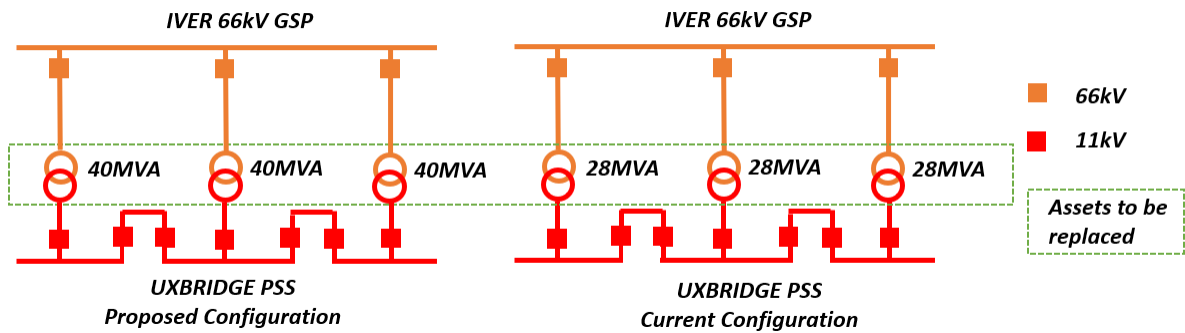 IVER 66kV GSP
IVER 66kV GSP
66kV
11kV
40MVA
40MVA
40MVA
28MVA
28MVA
28MVA
Assets to be
replaced
UXBRIDGE PSS
Proposed Configuration
UXBRIDGE PSS
Current Configuration